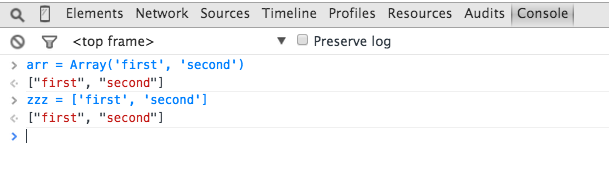 Elements Network Sources Timeline Profiles Resources Audits Console
<top frame> Preserve log
arr = Array('first', 'second')
["first", "second"]
zzz = ['first', 'second']
["first", "second"]